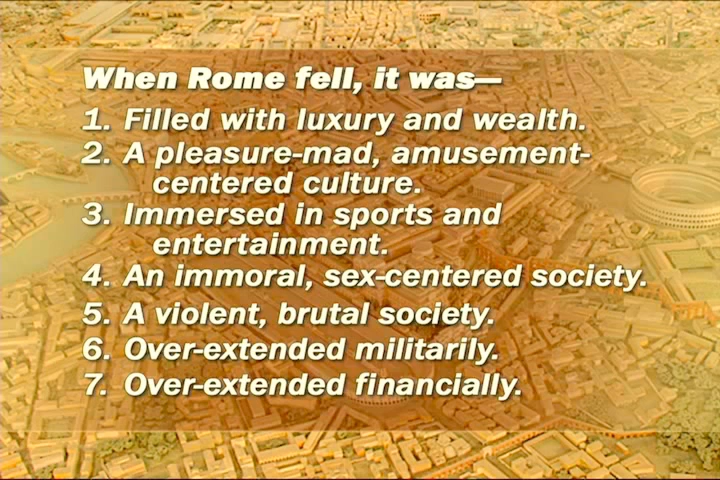 When Rome fell, it was—
1. Filled with luxury and wealth.
2. A pleasure-mad, amusement-
centered culture.
3. Immersed in sports and
entertainment.
4. An immoral, sex-centered society.
5. A violent, brutal society.
6. Over-extended militarily.
7. Over-extended financially.